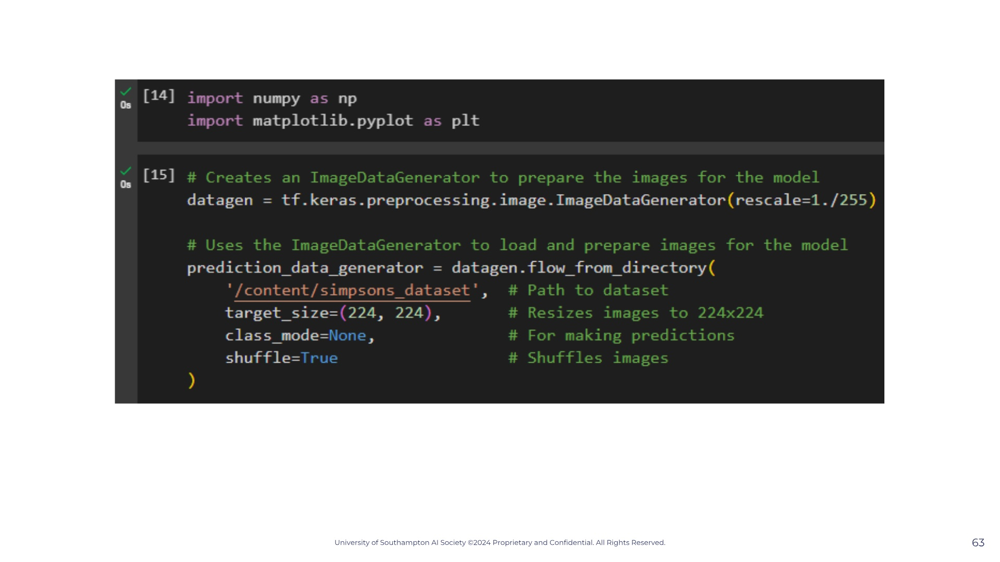 [14] import numpy as np
0s import matplotlib.pyplot as plt
[15] # Creates an ImageDataGenerator to prepare the images for the model
0s datagen = tf.keras.preprocessing.image.ImageDataGenerator(rescale=1./255)
# Uses the ImageDataGenerator to load and prepare images for the model
prediction_data_generator = datagen.flow_from_directory(
    '/content/simpsons_dataset',  # Path to dataset
    target_size=(224, 224),       # Resizes images to 224x224
    class_mode=None,              # For making predictions
    shuffle=True                  # Shuffles images
)
University of Southampton AI Society ©2024 Proprietary and Confidential. All Rights Reserved.
63